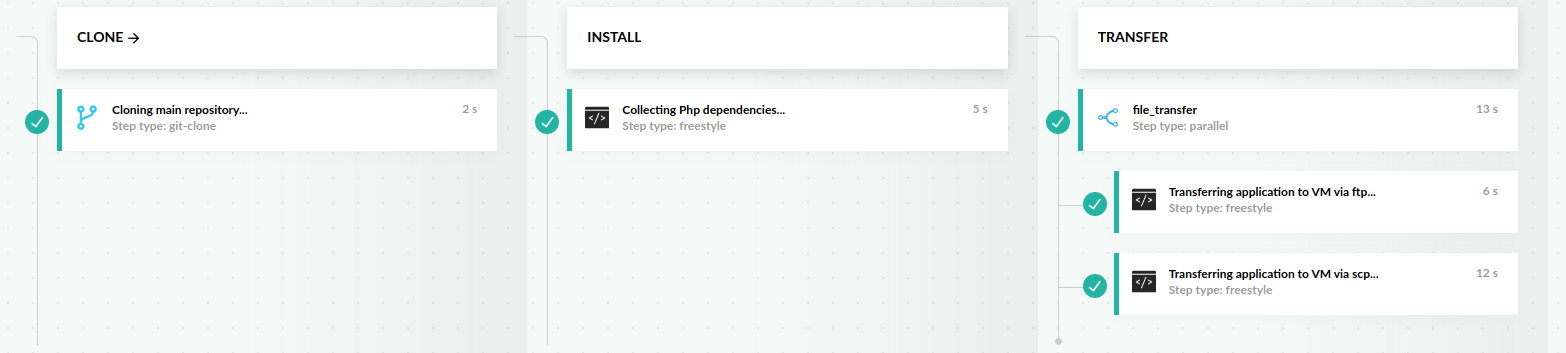 CLONE →
Cloning main repository... 2 s
Step type: git-clone
INSTALL
Collecting Php dependencies... 5 s
Step type: freestyle
TRANSFER
file_transfer 13 s
Step type: parallel
Transferring application to VM via ftp... 6 s
Step type: freestyle
Transferring application to VM via scp... 12 s
Step type: freestyle